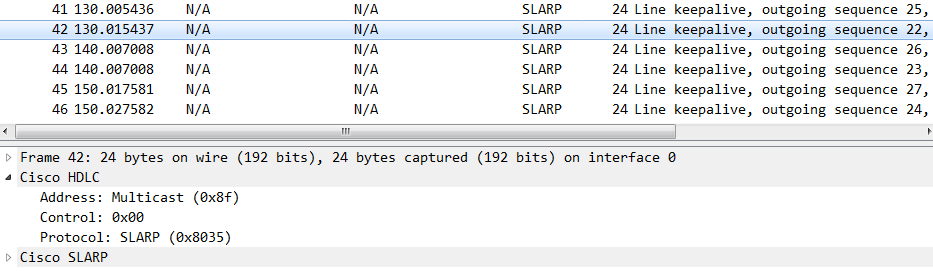 41 130.005436 N/A N/A SLARP 24 Line keepalive, outgoing sequence 25,
42 130.015437 N/A N/A SLARP 24 Line keepalive, outgoing sequence 22,
43 140.007008 N/A N/A SLARP 24 Line keepalive, outgoing sequence 26,
44 140.007008 N/A N/A SLARP 24 Line keepalive, outgoing sequence 23,
45 150.017581 N/A N/A SLARP 24 Line keepalive, outgoing sequence 27,
46 150.027582 N/A N/A SLARP 24 Line keepalive, outgoing sequence 24,
Frame 42: 24 bytes on wire (192 bits), 24 bytes captured (192 bits) on interface 0
Cisco HDLC
Address: Multicast (0x8f)
Control: 0x00
Protocol: SLARP (0x8035)
Cisco SLARP